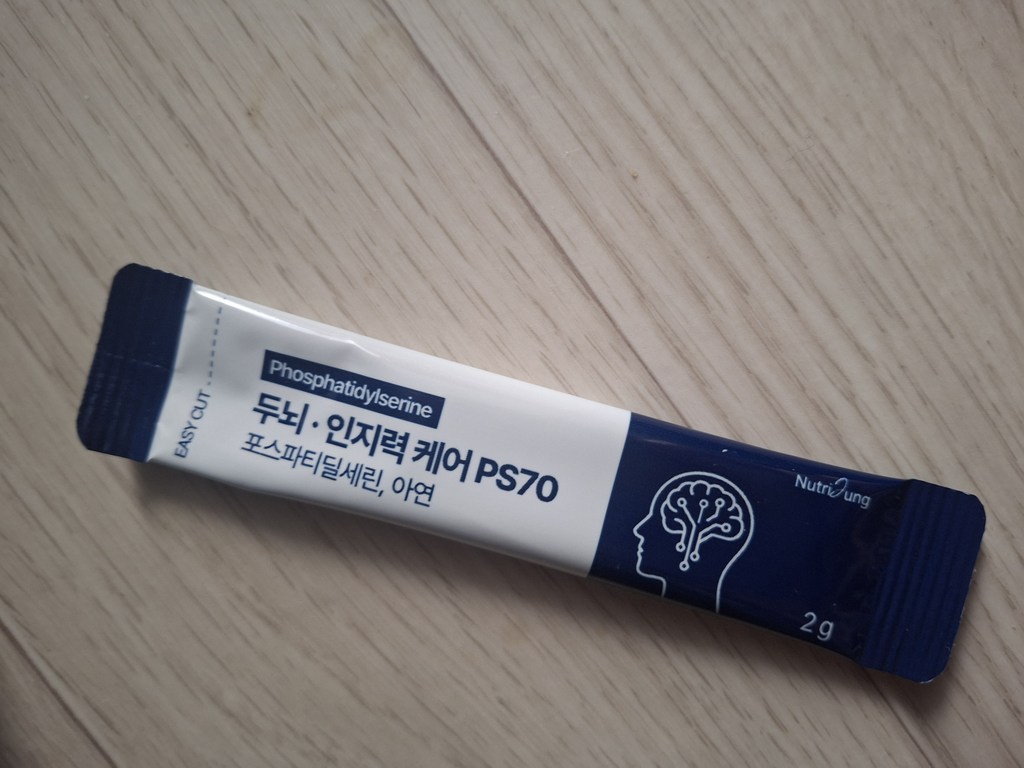 EASY CUT
Phosphatidylserine
두뇌·인지력 케어 PS70
포스파티딜세린, 아연
NutriJung
2g